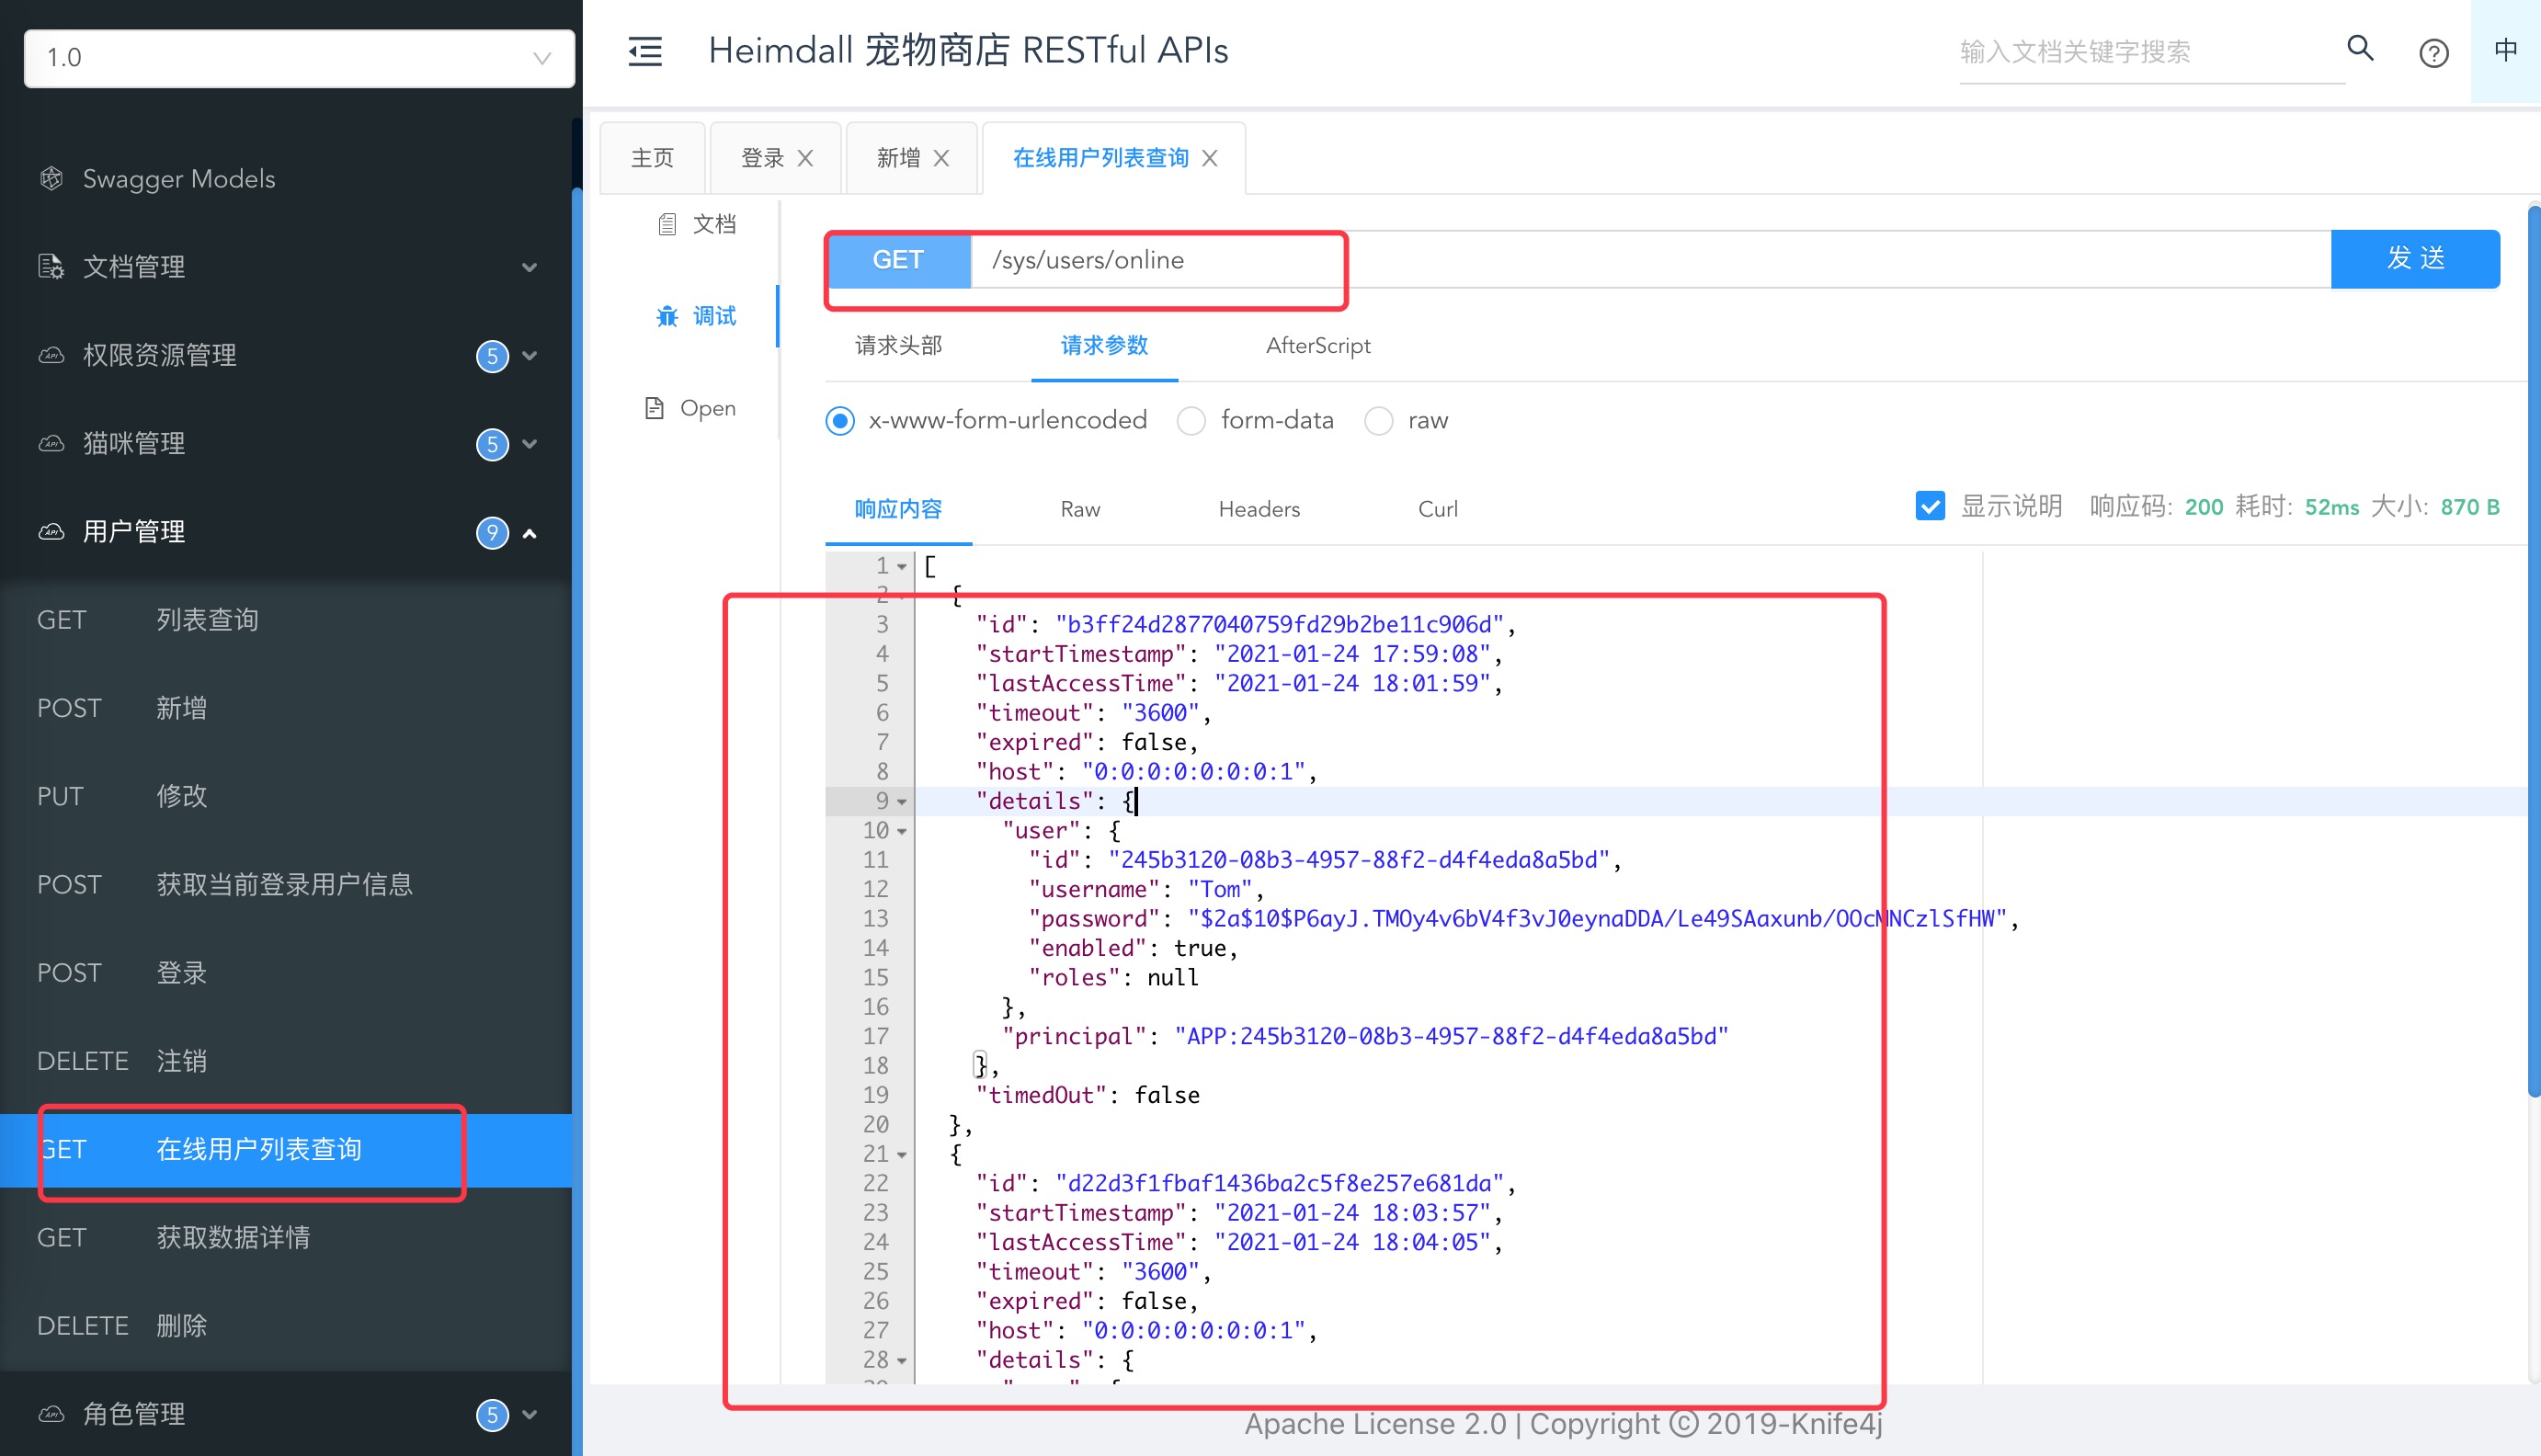 1.0
Swagger Models
文档管理
权限资源管理 5
猫咪管理 5
用户管理 9
GET 列表查询
POST 新增
PUT 修改
POST 获取当前登录用户信息
POST 登录
DELETE 注销
GET 在线用户列表查询
GET 获取数据详情
DELETE 删除
角色管理 5
Heimdall 宠物商店 RESTful APIs
输入文档关键字搜索
中
主页 登录 新增 在线用户列表查询
文档
调试
Open
GET /sys/users/online 发 送
请求头部 请求参数 AfterScript
x-www-form-urlencoded form-data raw
响应内容 Raw Headers Curl 显示说明 响应码: 200 耗时: 52ms 大小: 870 B
1 [
2 {
3 "id": "b3ff24d2877040759fd29b2be11c906d",
4 "startTimestamp": "2021-01-24 17:59:08",
5 "lastAccessTime": "2021-01-24 18:01:59",
6 "timeout": "3600",
7 "expired": false,
8 "host": "0:0:0:0:0:0:0:1",
9 "details": {
10 "user": {
11 "id": "245b3120-08b3-4957-88f2-d4f4eda8a5bd",
12 "username": "Tom",
13 "password": "$2a$10$P6ayJ.TMOy4v6bV4f3vJ0eynaDDA/Le49SAaxunb/OOcMNCzlSfHW",
14 "enabled": true,
15 "roles": null
16 },
17 "principal": "APP:245b3120-08b3-4957-88f2-d4f4eda8a5bd"
18 },
19 "timedOut": false
20 },
21 {
22 "id": "d22d3f1fbaf1436ba2c5f8e257e681da",
23 "startTimestamp": "2021-01-24 18:03:57",
24 "lastAccessTime": "2021-01-24 18:04:05",
25 "timeout": "3600",
26 "expired": false,
27 "host": "0:0:0:0:0:0:0:1",
28 "details": {
Apache License 2.0 | Copyright © 2019-Knife4j